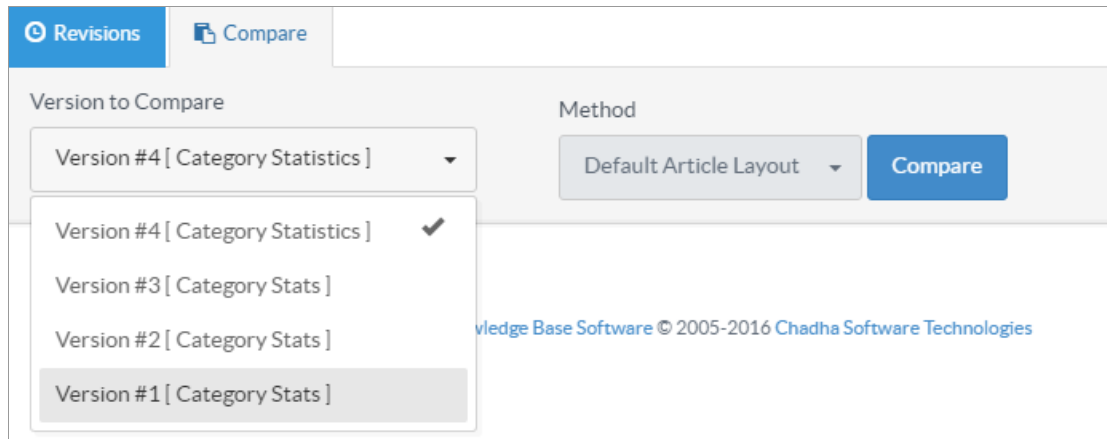 Revisions
Compare
Version to Compare
Method
Version #4 [ Category Statistics ]
Default Article Layout
Compare
Version #4 [ Category Statistics ]
Version #3 [ Category Stats ]
Version #2 [ Category Stats ]
Base Software © 2005-2016 Chadha Software Technologies
Version #1 [ Category Stats ]